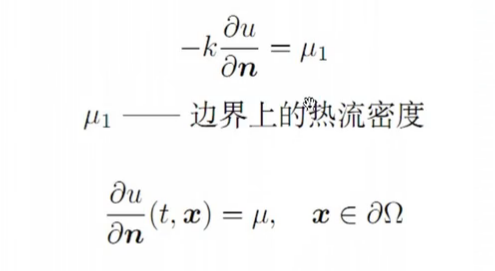 −k ∂u/∂n = μ₁
μ₁ —— 边界上的热流密度
∂u/∂n (t, x) = μ, x ∈ ∂Ω